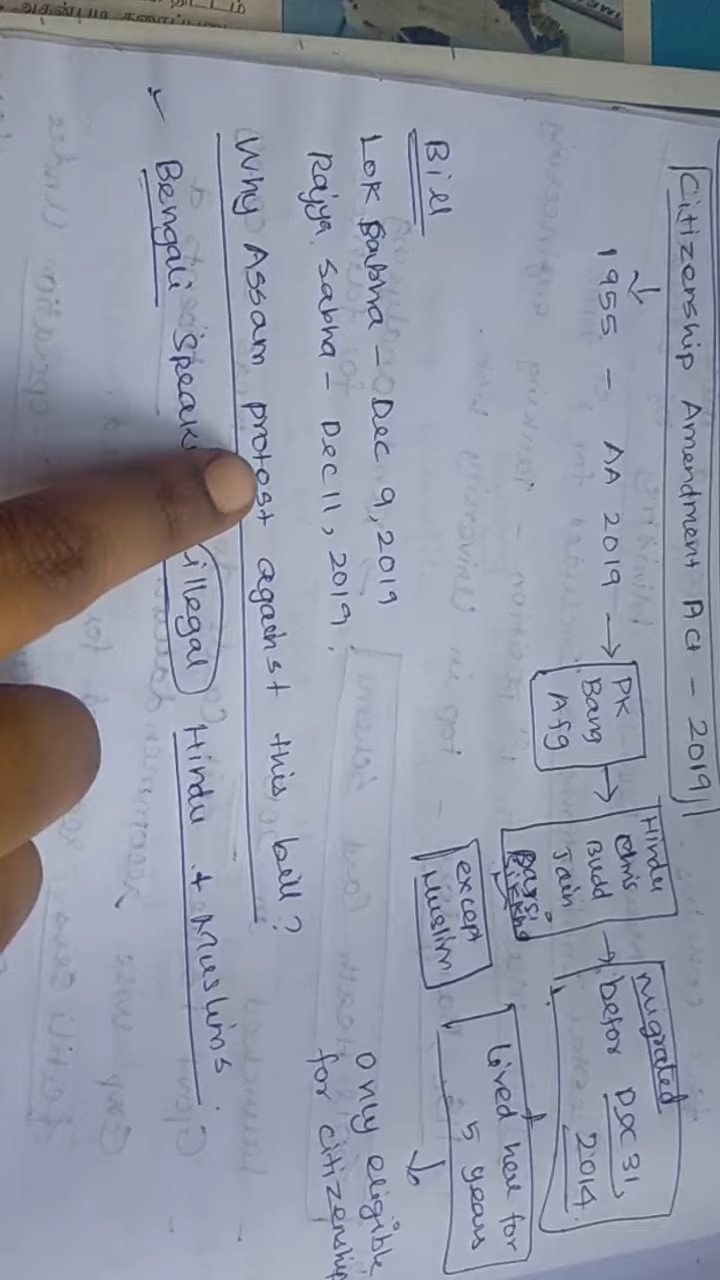 Citizenship Amendment Act - 2019
1955 - AA 2019 →
PK
Bang
Afg
→
Hindu
Chris
Budd
Jain
Parsi
Sikkhd
→
migrated
befor Dec 31,
2014.
except
Muslim
lived here for
5 years
Only eligible
for citizenship
Bill
Lok Sabha - Dec 9, 2019
Rajya Sabha - Dec 11, 2019.
Why Assam protest against this bill?
Bengali speak illegal Hindu + Muslims.